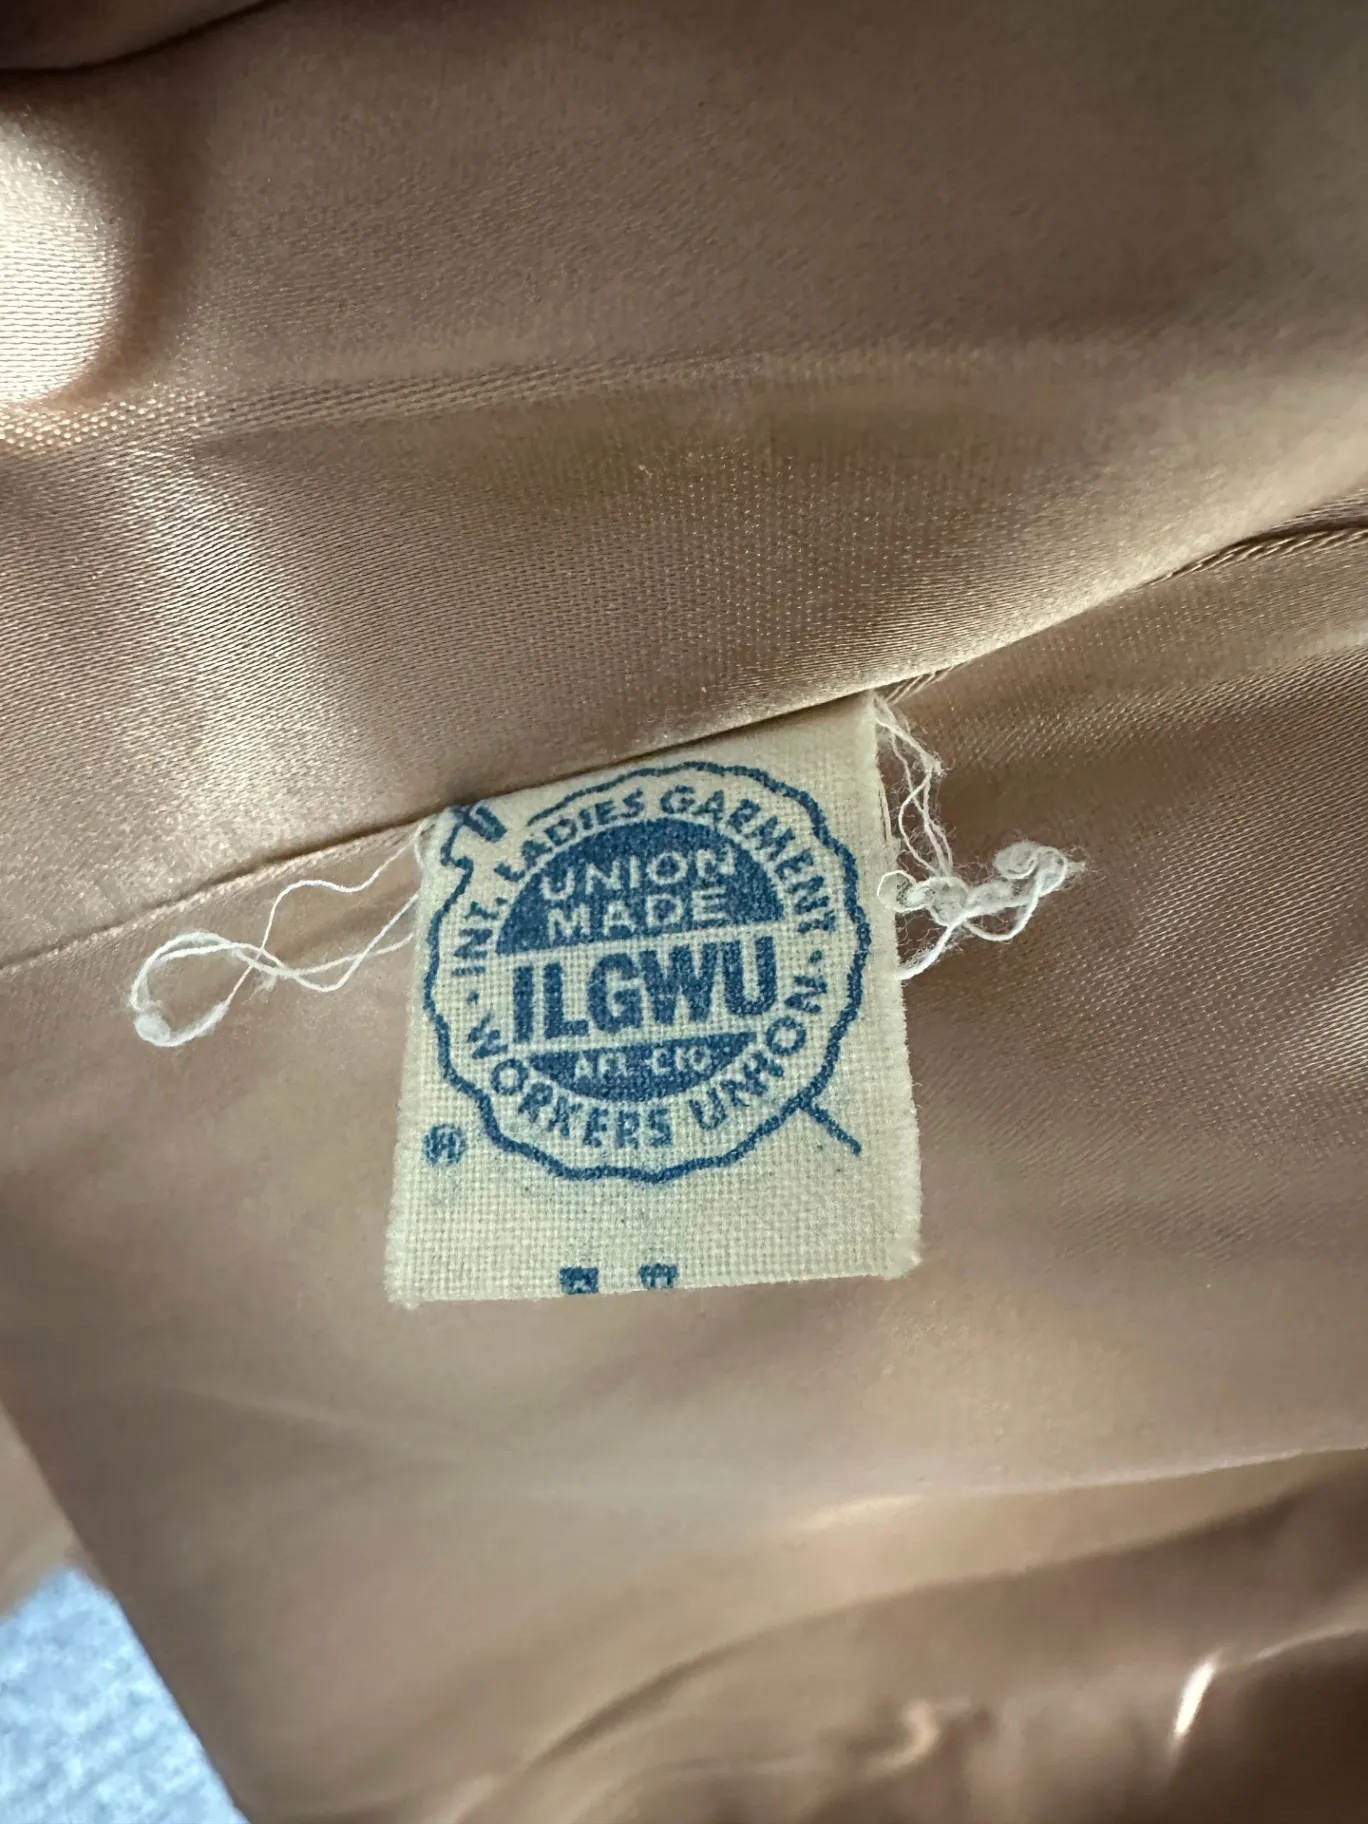 INT. LADIES GARMENT
UNION
MADE
ILGWU
AFL-CIO
WORKERS UNION
®